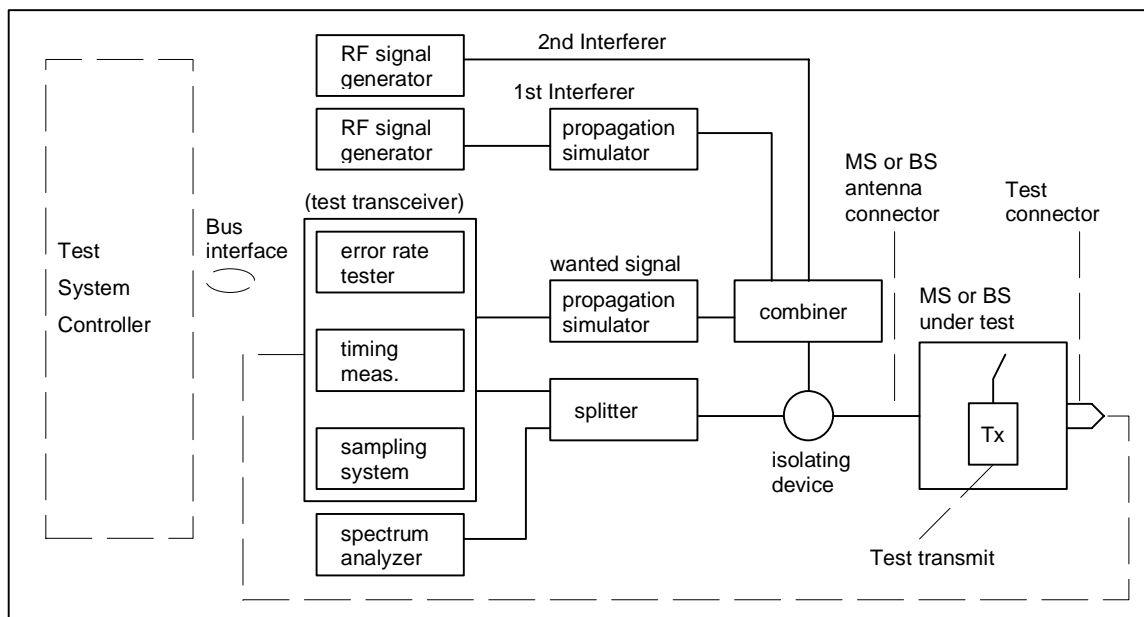 RF signal
generator
2nd Interferer
1st Interferer
RF signal
generator
propagation
simulator
MS or BS
antenna
connector
Test
connector
(test transceiver)
Bus
interface
Test
System
Controller
error rate
tester
wanted signal
propagation
simulator
combiner
MS or BS
under test
timing
meas.
splitter
Tx
sampling
system
isolating
device
spectrum
analyzer
Test transmit